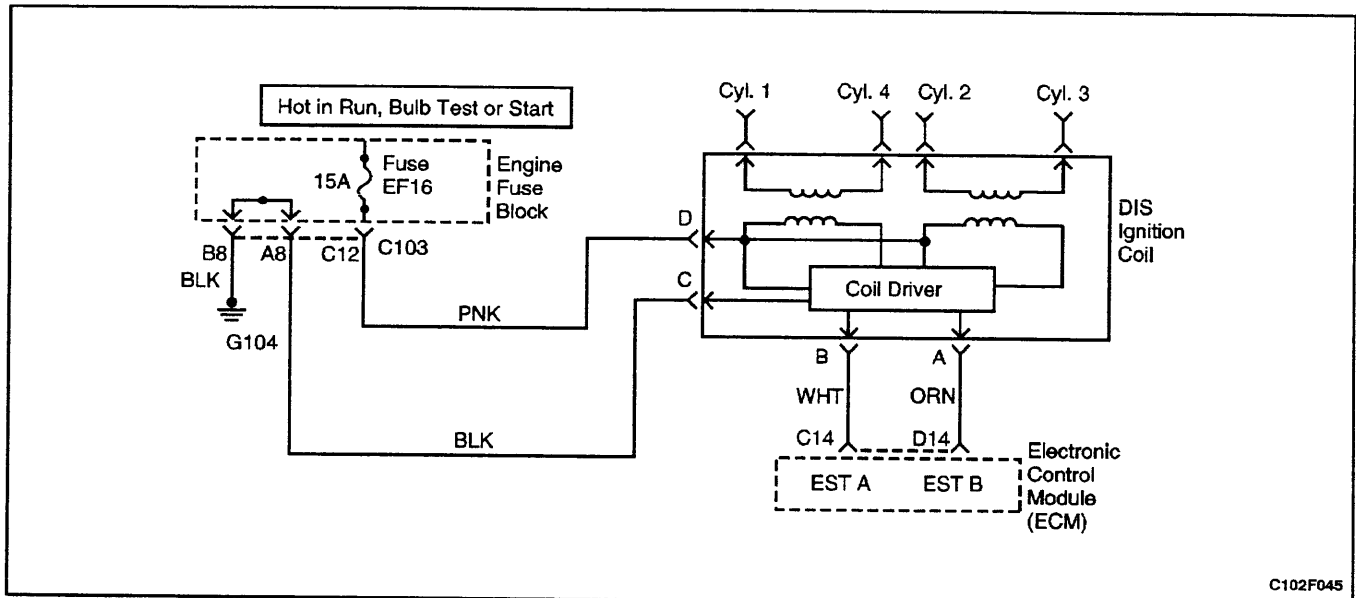 Hot in Run, Bulb Test or Start
Cyl. 1
Cyl. 4
Cyl. 2
Cyl. 3
15A
Fuse
EF16
Engine
Fuse
Block
B8
A8
C12
C103
BLK
G104
PNK
BLK
D
C
Coil Driver
DIS
Ignition
Coil
B
A
WHT
ORN
C14
D14
EST A
EST B
Electronic
Control
Module
(ECM)
C102F045